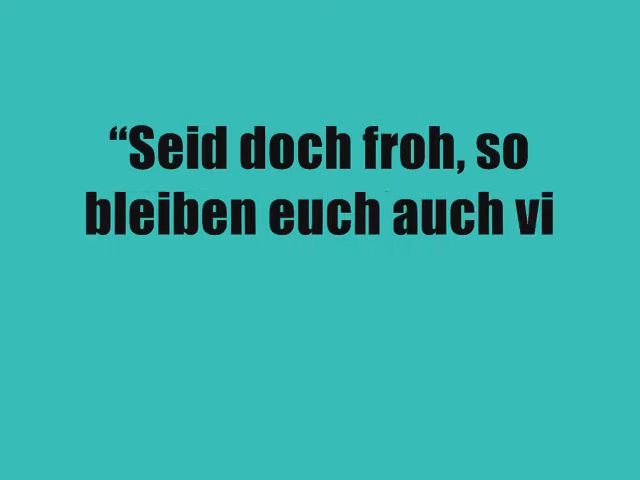 “Seid doch froh, so
bleiben euch auch vi